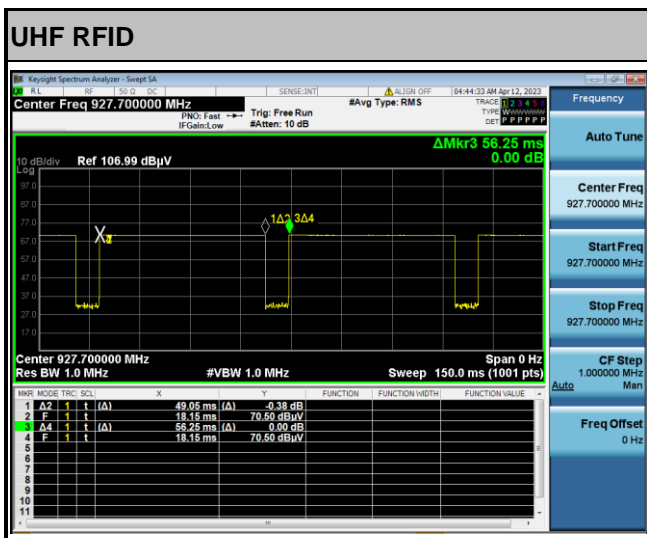 UHF RFID
Keysight Spectrum Analyzer - Swept SA
RL RF 50 Ω DC SENSE:INT ALIGN OFF 04:44:33 AM Apr 12, 2023
Center Freq 927.700000 MHz #Avg Type: RMS TRACE 1 2 3 4 5 6
PNO: Fast Trig: Free Run TYPE WWWWWW
IFGain:Low #Atten: 10 dB DET P P P P P P
ΔMkr3 56.25 ms
0.00 dB
10 dB/div Ref 106.99 dBµV
Log
97.0
87.0
77.0
1Δ2 3Δ4
X
67.0
57.0
47.0
37.0
27.0
17.0
Center 927.700000 MHz Span 0 Hz
Res BW 1.0 MHz #VBW 1.0 MHz Sweep 150.0 ms (1001 pts)
MKR MODE TRC SCL X Y FUNCTION FUNCTION WIDTH FUNCTION VALUE
1 Δ2 1 t (Δ) 49.05 ms (Δ) -0.38 dB
2 F 1 t 18.15 ms 70.50 dBµV
3 Δ4 1 t (Δ) 56.25 ms (Δ) 0.00 dB
4 F 1 t 18.15 ms 70.50 dBµV
5
6
7
8
9
10
11
Frequency
Auto Tune
Center Freq
927.700000 MHz
Start Freq
927.700000 MHz
Stop Freq
927.700000 MHz
CF Step
1.000000 MHz
Auto Man
Freq Offset
0 Hz